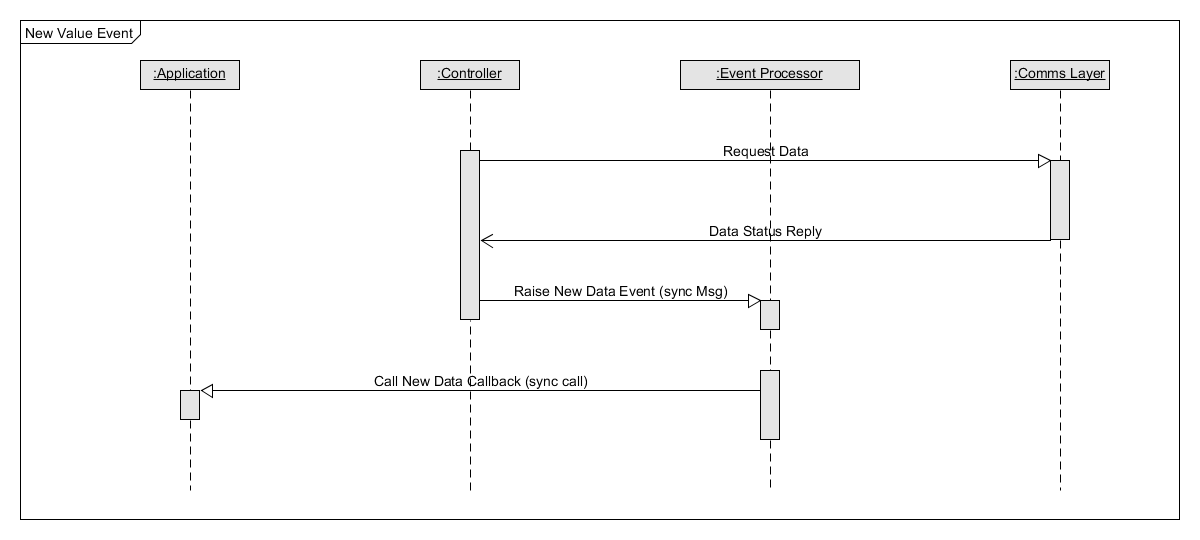 New Value Event
:Application
:Controller
:Event Processor
:Comms Layer
Request Data
Data Status Reply
Raise New Data Event (sync Msg)
Call New Data Callback (sync call)